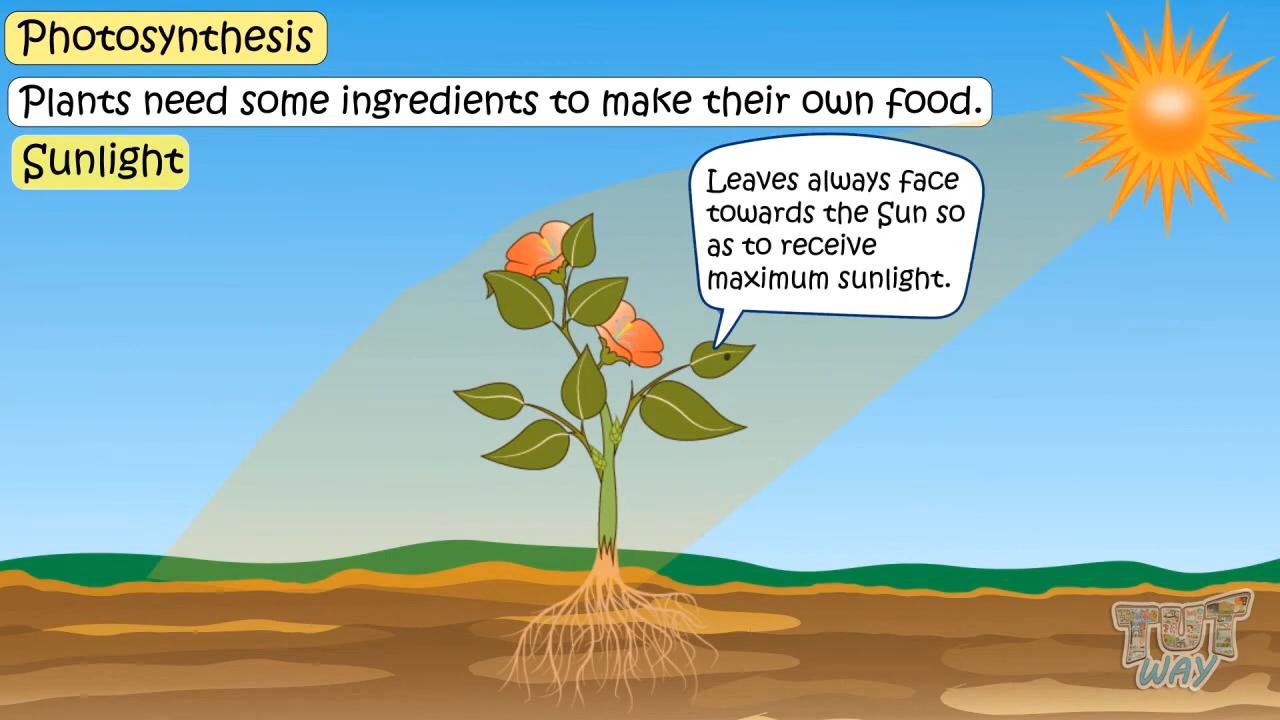 Photosynthesis
Plants need some ingredients to make their own food.
Sunlight
Leaves always face
towards the Sun so
as to receive
maximum sunlight.
TUT
WAY